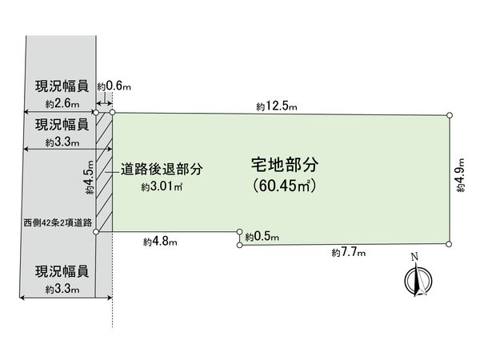 現況幅員
約2.6m
約0.6m
約12.5m
現況幅員
約3.3m
約4.5m
道路後退部分
約3.01㎡
宅地部分
(60.45㎡)
約4.9m
西側42条2項道路
約4.8m
約0.5m
約7.7m
N
現況幅員
約3.3m